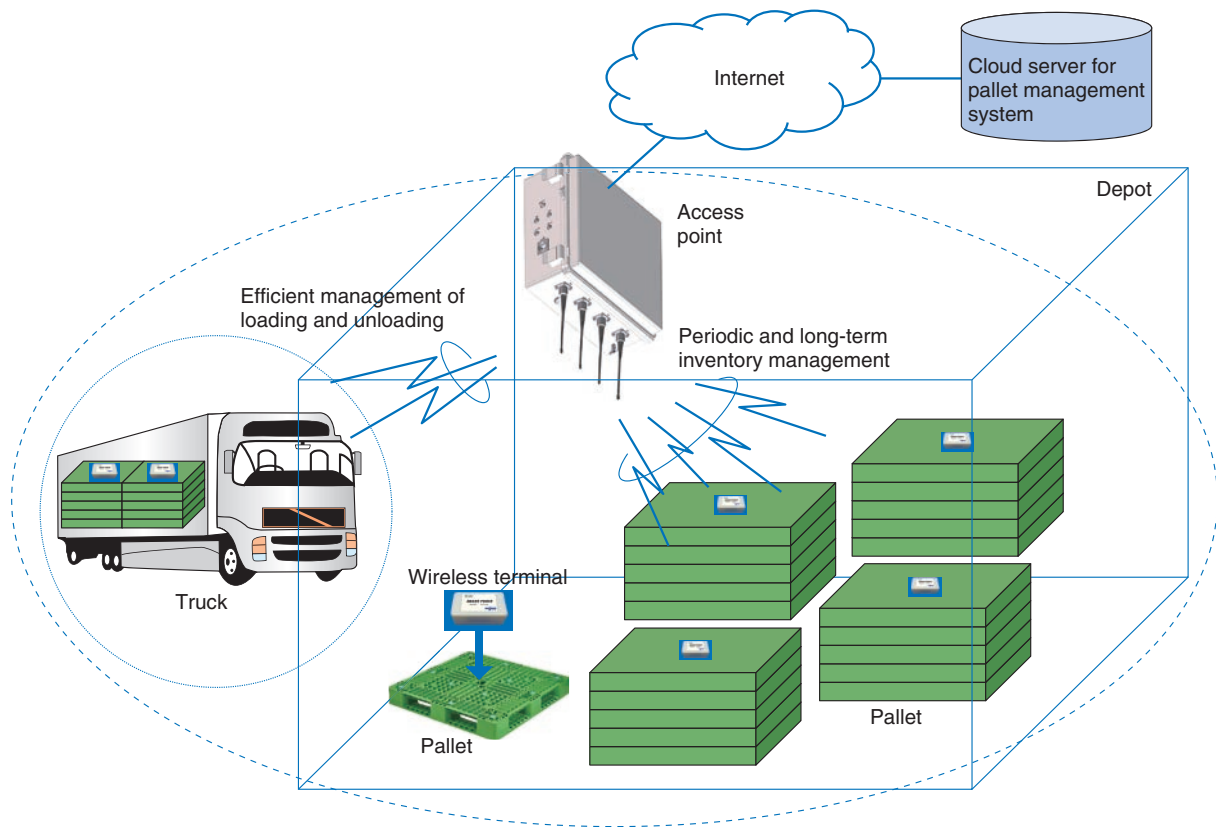 Internet
Cloud server for
pallet management
system
Depot
Access
point
Efficient management of
loading and unloading
Periodic and long-term
inventory management
Wireless terminal
Truck
Pallet
Pallet